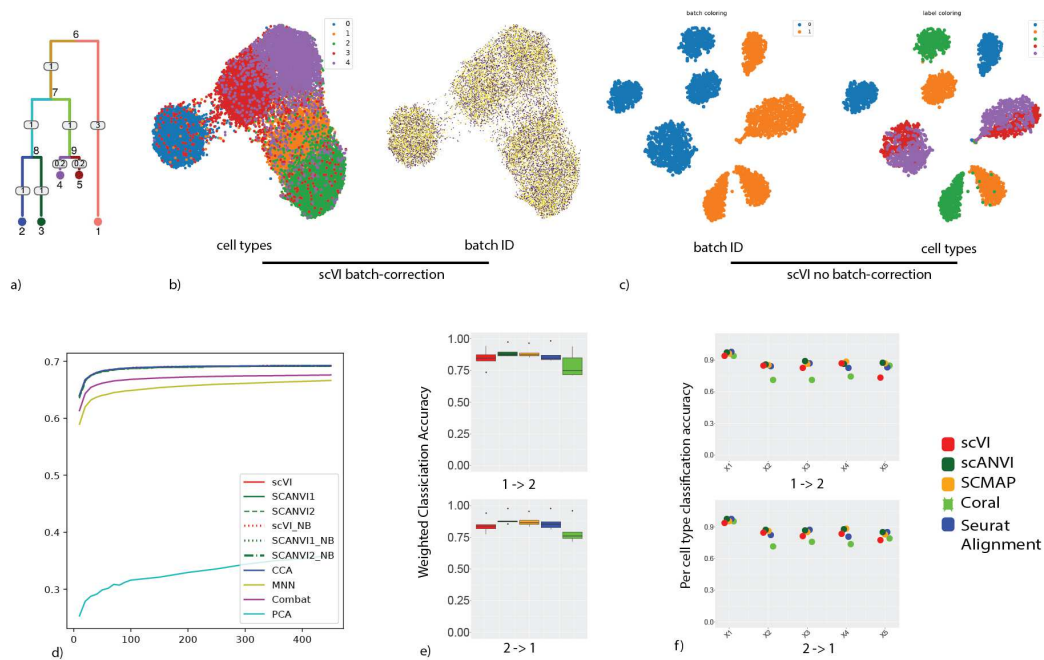 6
1
7
1
1
3
8
9
0.2
0.2
4
5
1
1
2
3
1
a)
0
1
2
3
4
cell types
batch ID
scVI batch-correction
b)
batch coloring
0
1
label coloring
batch ID
cell types
scVI no batch-correction
c)
0.7
0.6
0.5
0.4
0.3
0
100
200
300
400
scVI
SCANVI1
SCANVI2
scVI_NB
SCANVI1_NB
SCANVI2_NB
CCA
MNN
Combat
PCA
d)
Weighted Classiciation Accuracy
1.00
0.75
0.50
0.25
0.00
1 -> 2
1.00
0.75
0.50
0.25
0.00
2 -> 1
e)
Per cell type classification accuracy
0.9
0.6
0.3
0.0
X1
X2
X3
X4
X5
1 -> 2
0.9
0.6
0.3
0.0
X1
X2
X3
X4
X5
2 -> 1
f)
scVI
scANVI
SCMAP
Coral
Seurat
Alignment